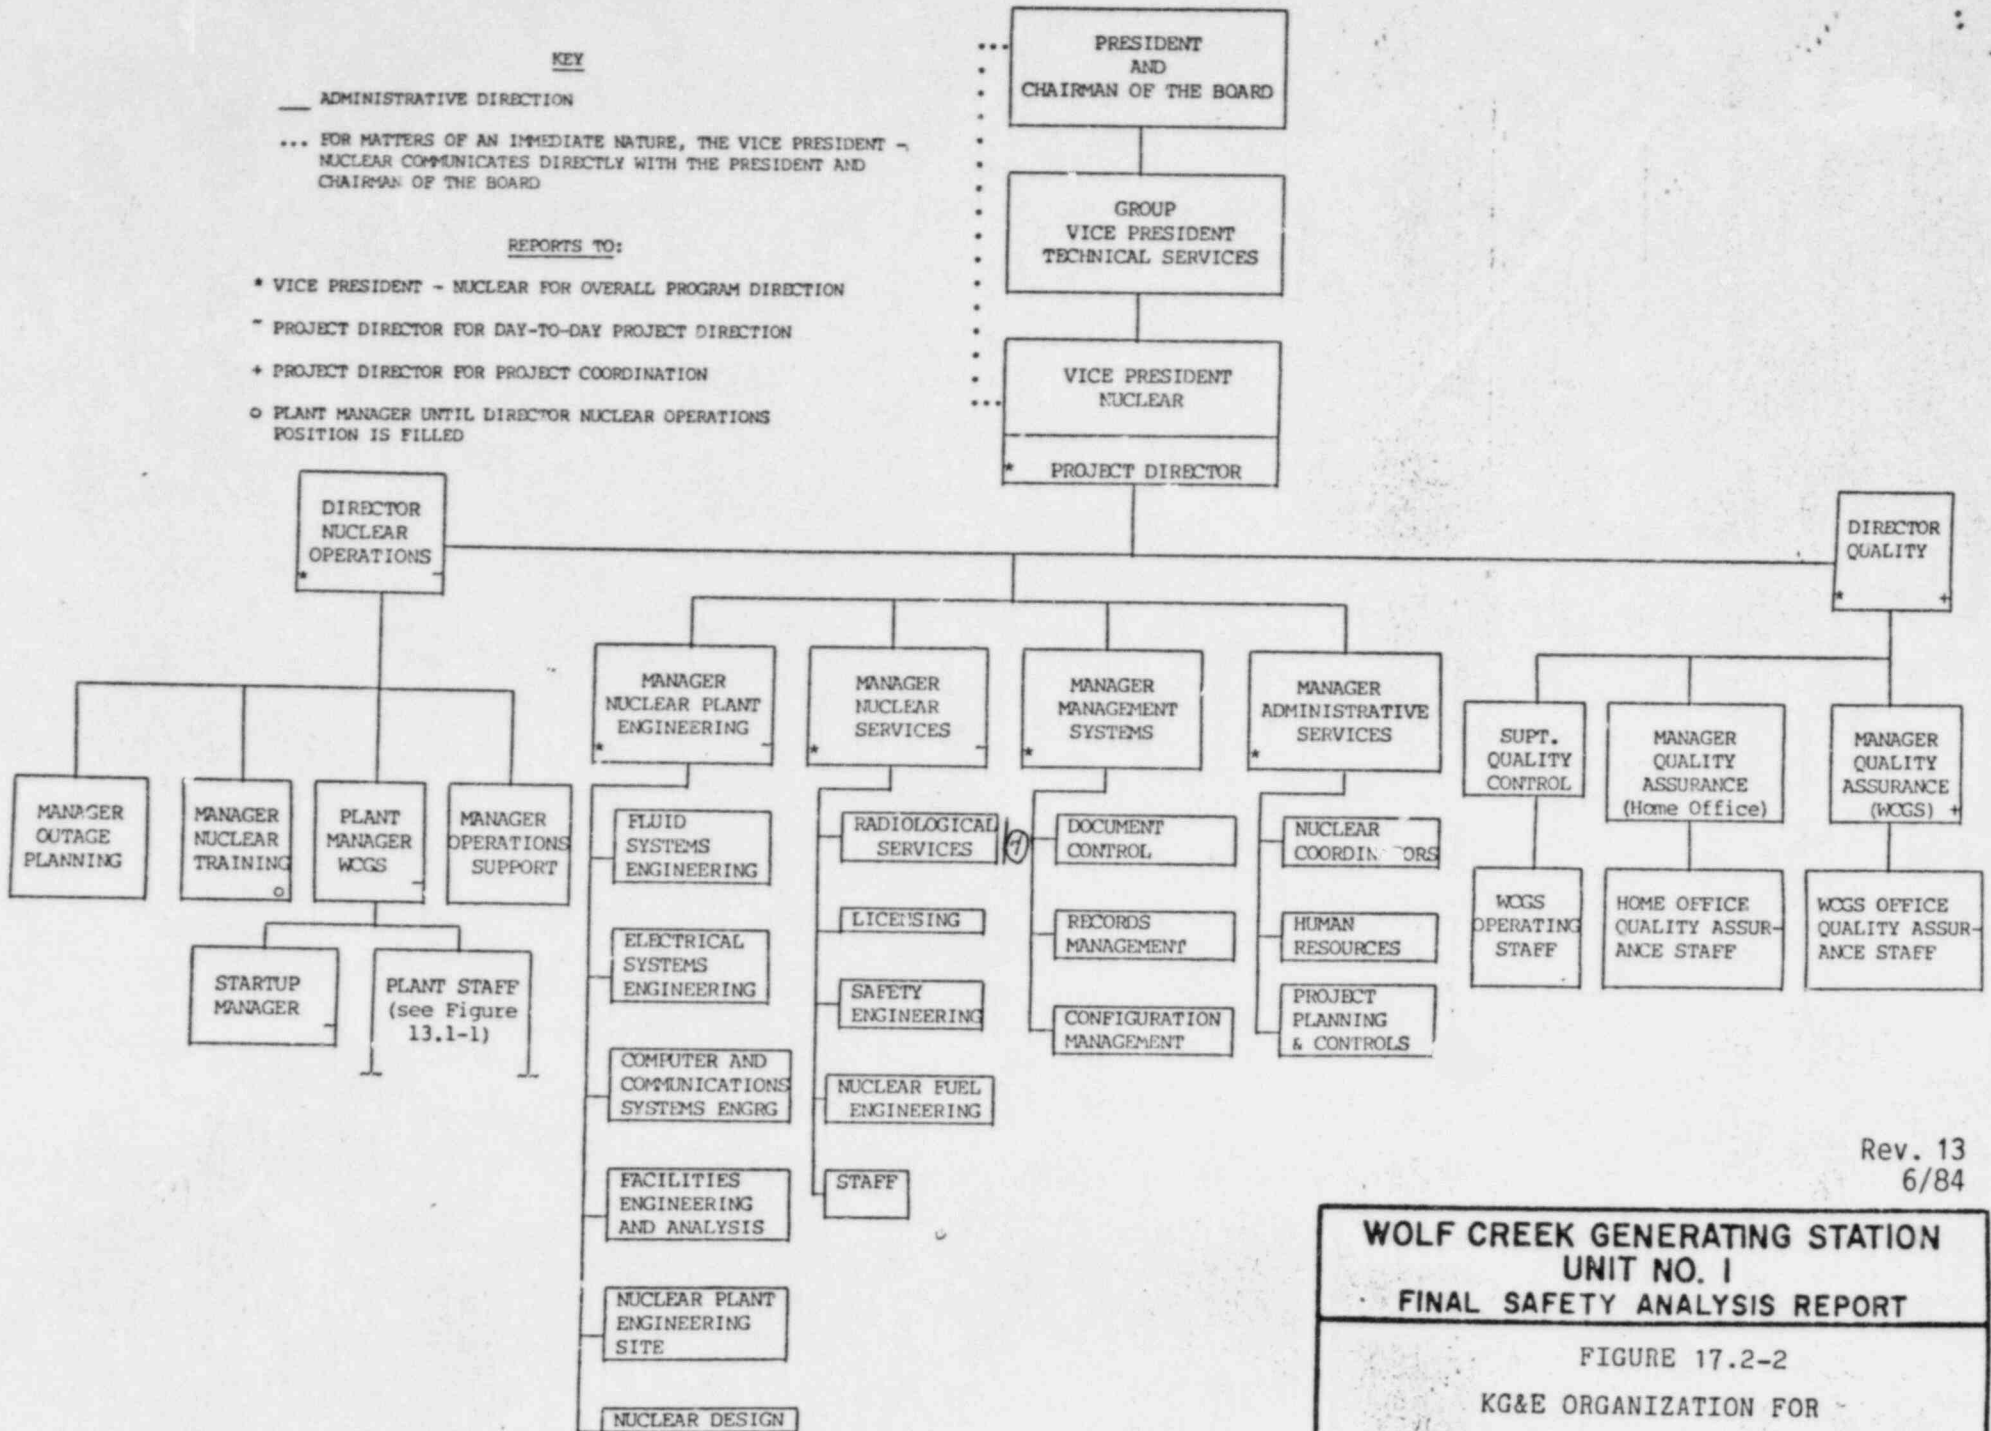 KEY
___ ADMINISTRATIVE DIRECTION
... FOR MATTERS OF AN IMMEDIATE NATURE, THE VICE PRESIDENT -
NUCLEAR COMMUNICATES DIRECTLY WITH THE PRESIDENT AND
CHAIRMAN OF THE BOARD
REPORTS TO:
* VICE PRESIDENT - NUCLEAR FOR OVERALL PROGRAM DIRECTION
- PROJECT DIRECTOR FOR DAY-TO-DAY PROJECT DIRECTION
+ PROJECT DIRECTOR FOR PROJECT COORDINATION
o PLANT MANAGER UNTIL DIRECTOR NUCLEAR OPERATIONS
POSITION IS FILLED
PRESIDENT
AND
CHAIRMAN OF THE BOARD
GROUP
VICE PRESIDENT
TECHNICAL SERVICES
VICE PRESIDENT
NUCLEAR
* PROJECT DIRECTOR
DIRECTOR
NUCLEAR
OPERATIONS
* -
DIRECTOR
QUALITY
* +
MANAGER
OUTAGE
PLANNING
MANAGER
NUCLEAR
TRAINING
o
PLANT
MANAGER
WCGS
-
MANAGER
OPERATIONS
SUPPORT
STARTUP
MANAGER
-
PLANT STAFF
(see Figure
13.1-1)
MANAGER
NUCLEAR PLANT
ENGINEERING
* -
FLUID
SYSTEMS
ENGINEERING
ELECTRICAL
SYSTEMS
ENGINEERING
COMPUTER AND
COMMUNICATIONS
SYSTEMS ENGRG
FACILITIES
ENGINEERING
AND ANALYSIS
NUCLEAR PLANT
ENGINEERING
SITE
NUCLEAR DESIGN
MANAGER
NUCLEAR
SERVICES
* -
RADIOLOGICAL
SERVICES
LICENSING
SAFETY
ENGINEERING
NUCLEAR FUEL
ENGINEERING
STAFF
MANAGER
MANAGEMENT
SYSTEMS
*
DOCUMENT
CONTROL
RECORDS
MANAGEMENT
CONFIGURATION
MANAGEMENT
MANAGER
ADMINISTRATIVE
SERVICES
*
NUCLEAR
HUMAN
RESOURCES
PROJECT
PLANNING
& CONTROLS
SUPT.
QUALITY
CONTROL
WCGS
OPERATING
STAFF
MANAGER
QUALITY
ASSURANCE
(Home Office)
HOME OFFICE
QUALITY ASSUR-
ANCE STAFF
MANAGER
QUALITY
ASSURANCE
(WCGS) +
WCGS OFFICE
QUALITY ASSUR-
ANCE STAFF
Rev. 13
6/84
WOLF CREEK GENERATING STATION
UNIT NO. 1
FINAL SAFETY ANALYSIS REPORT
FIGURE 17.2-2
KG&E ORGANIZATION FOR